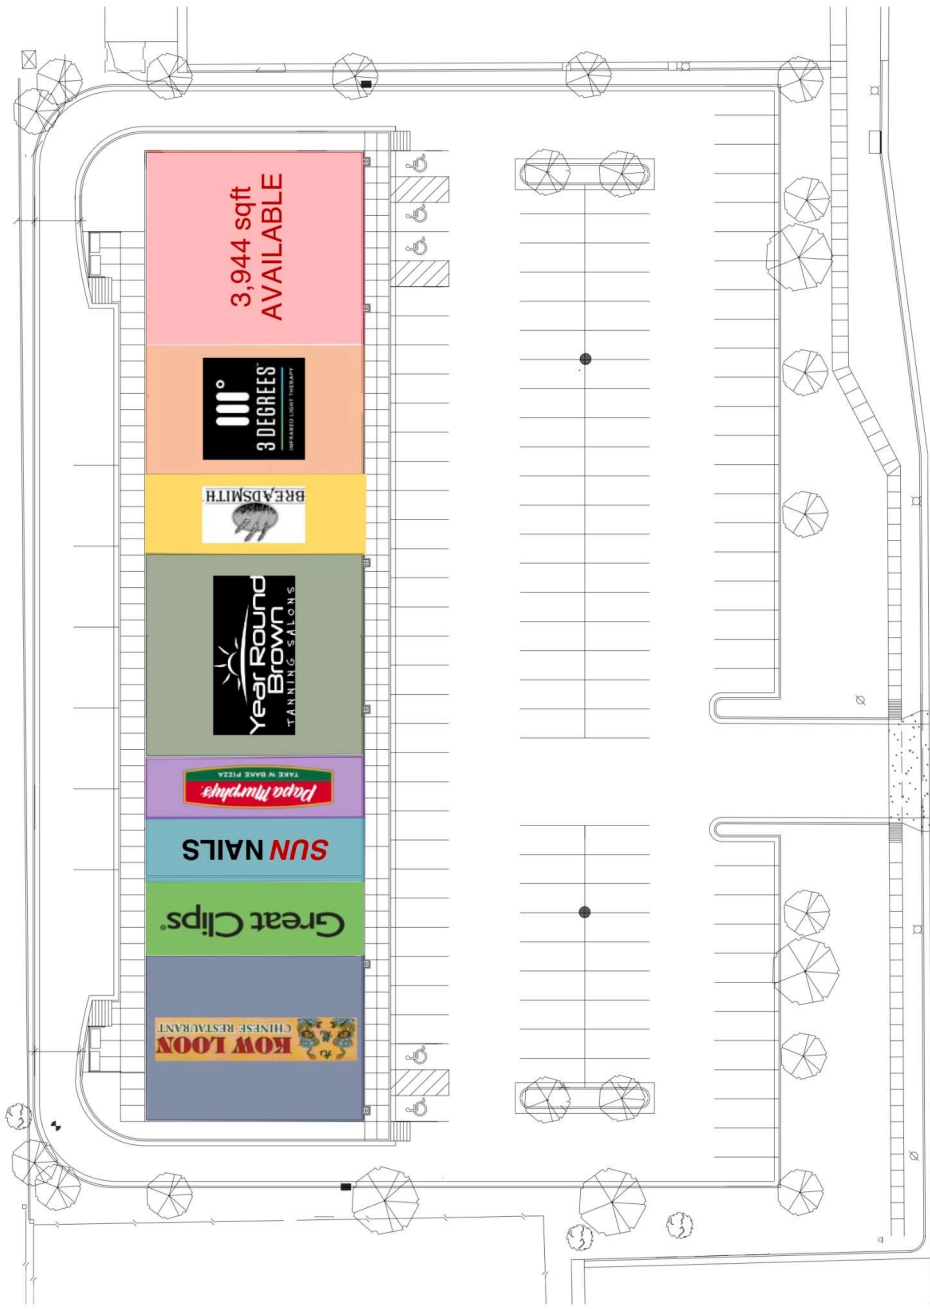 3,944 sqft
AVAILABLE
3 DEGREES
INFRARED LIGHT THERAPY
BREADSMITH
Year Round
Brown
TANNING SALONS
Papa Murphy's
TAKE 'N' BAKE PIZZA
SUN NAILS
Great Clips®
KOW LOON
CHINESE RESTAURANT